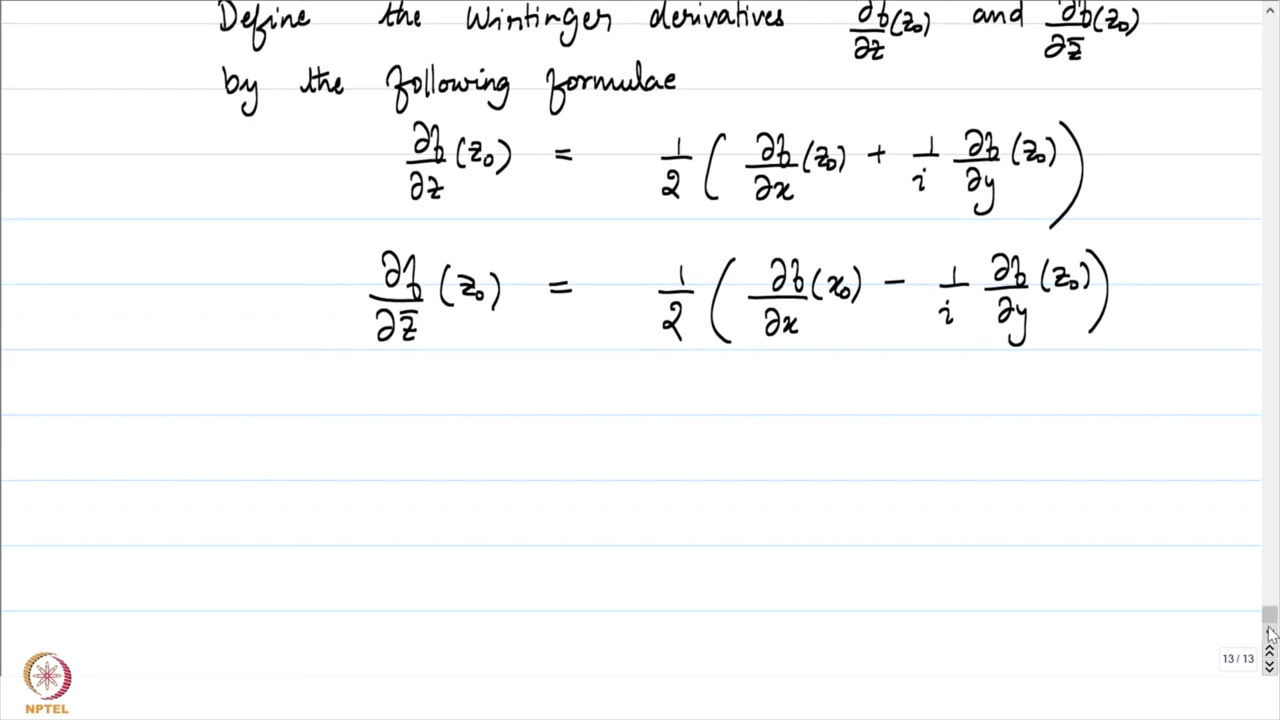 Define the Wirtinger derivatives ∂f/∂z(z₀) and ∂f/∂z̄(z₀)
by the following formulae
∂f/∂z (z₀) = 1/2 ( ∂f/∂x (z₀) + 1/i ∂f/∂y (z₀) )
∂f/∂z̄ (z₀) = 1/2 ( ∂f/∂x (x₀) − 1/i ∂f/∂y (z₀) )
13 / 13
NPTEL